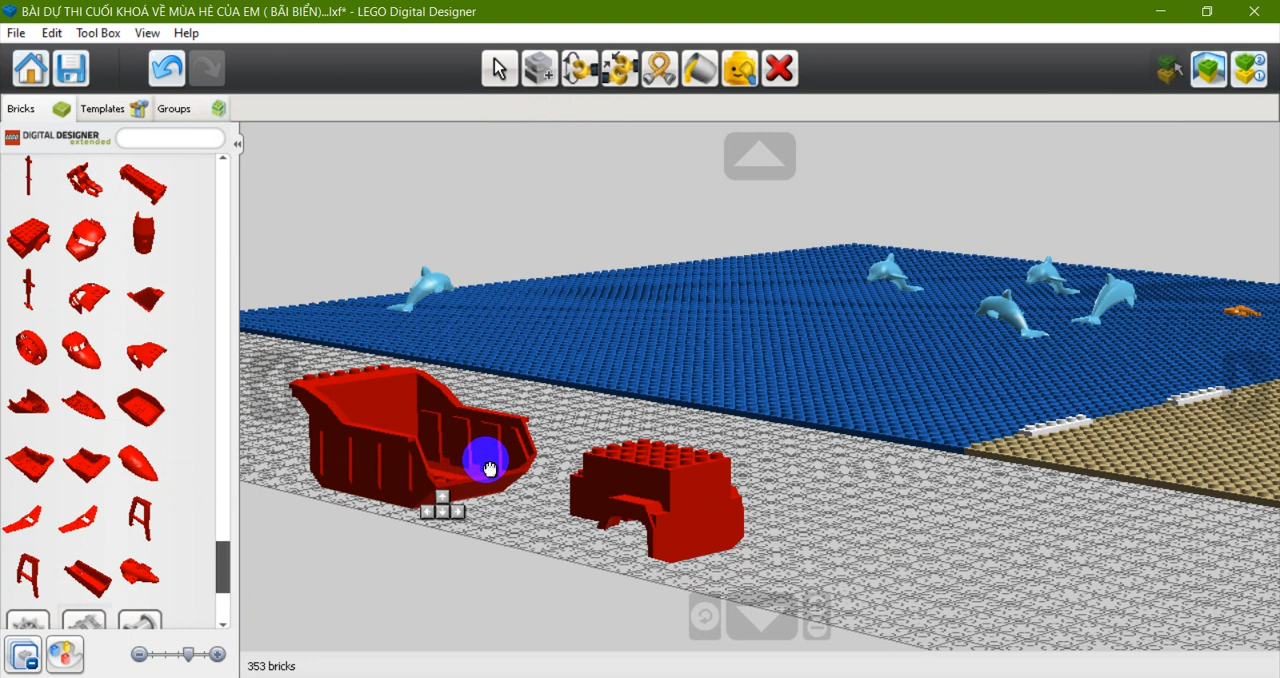 BÀI DỰ THI CUỐI KHOÁ VỀ MÙA HÈ CỦA EM ( BÃI BIỂN)...lxf* - LEGO Digital Designer
File Edit Tool Box View Help
Bricks Templates Groups
LEGO DIGITAL DESIGNER
extended
353 bricks